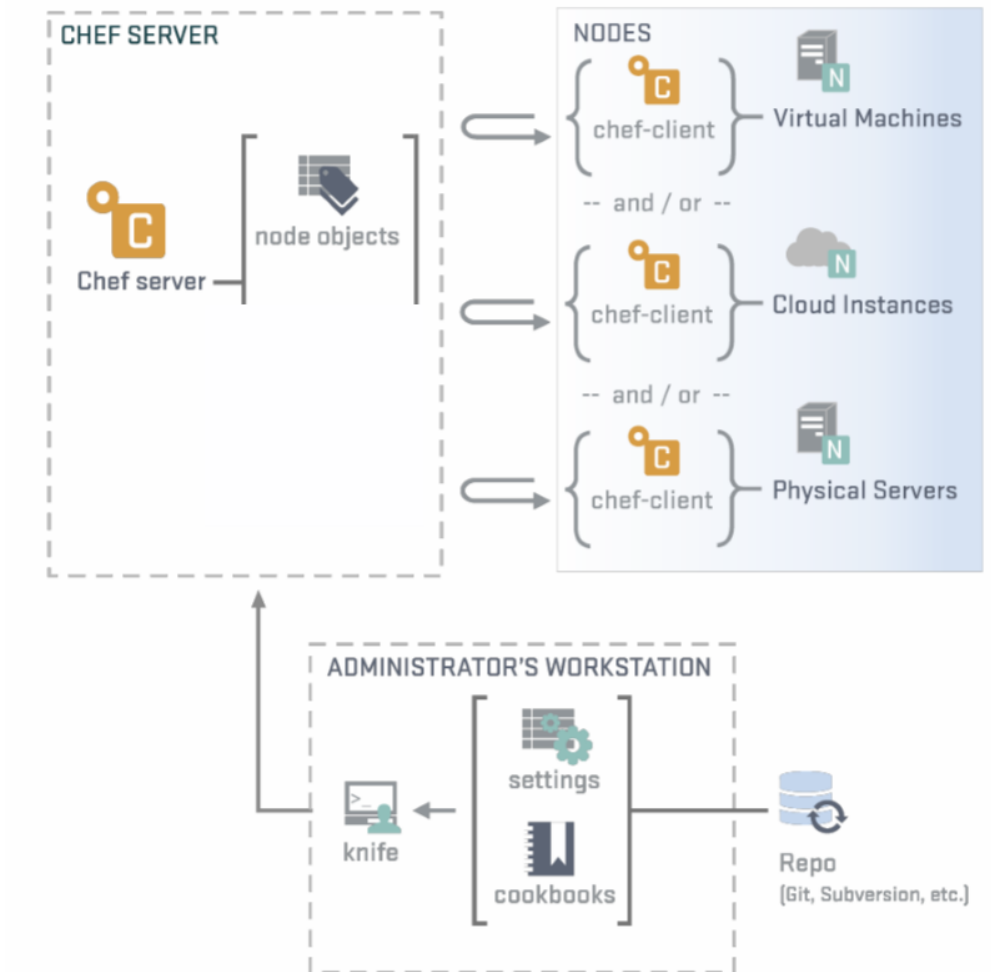 CHEF SERVER
C
Chef server
node objects
NODES
C
chef-client
N
Virtual Machines
-- and / or --
C
chef-client
N
Cloud Instances
-- and / or --
C
chef-client
N
Physical Servers
ADMINISTRATOR'S WORKSTATION
>_
knife
settings
cookbooks
Repo
(Git, Subversion, etc.)